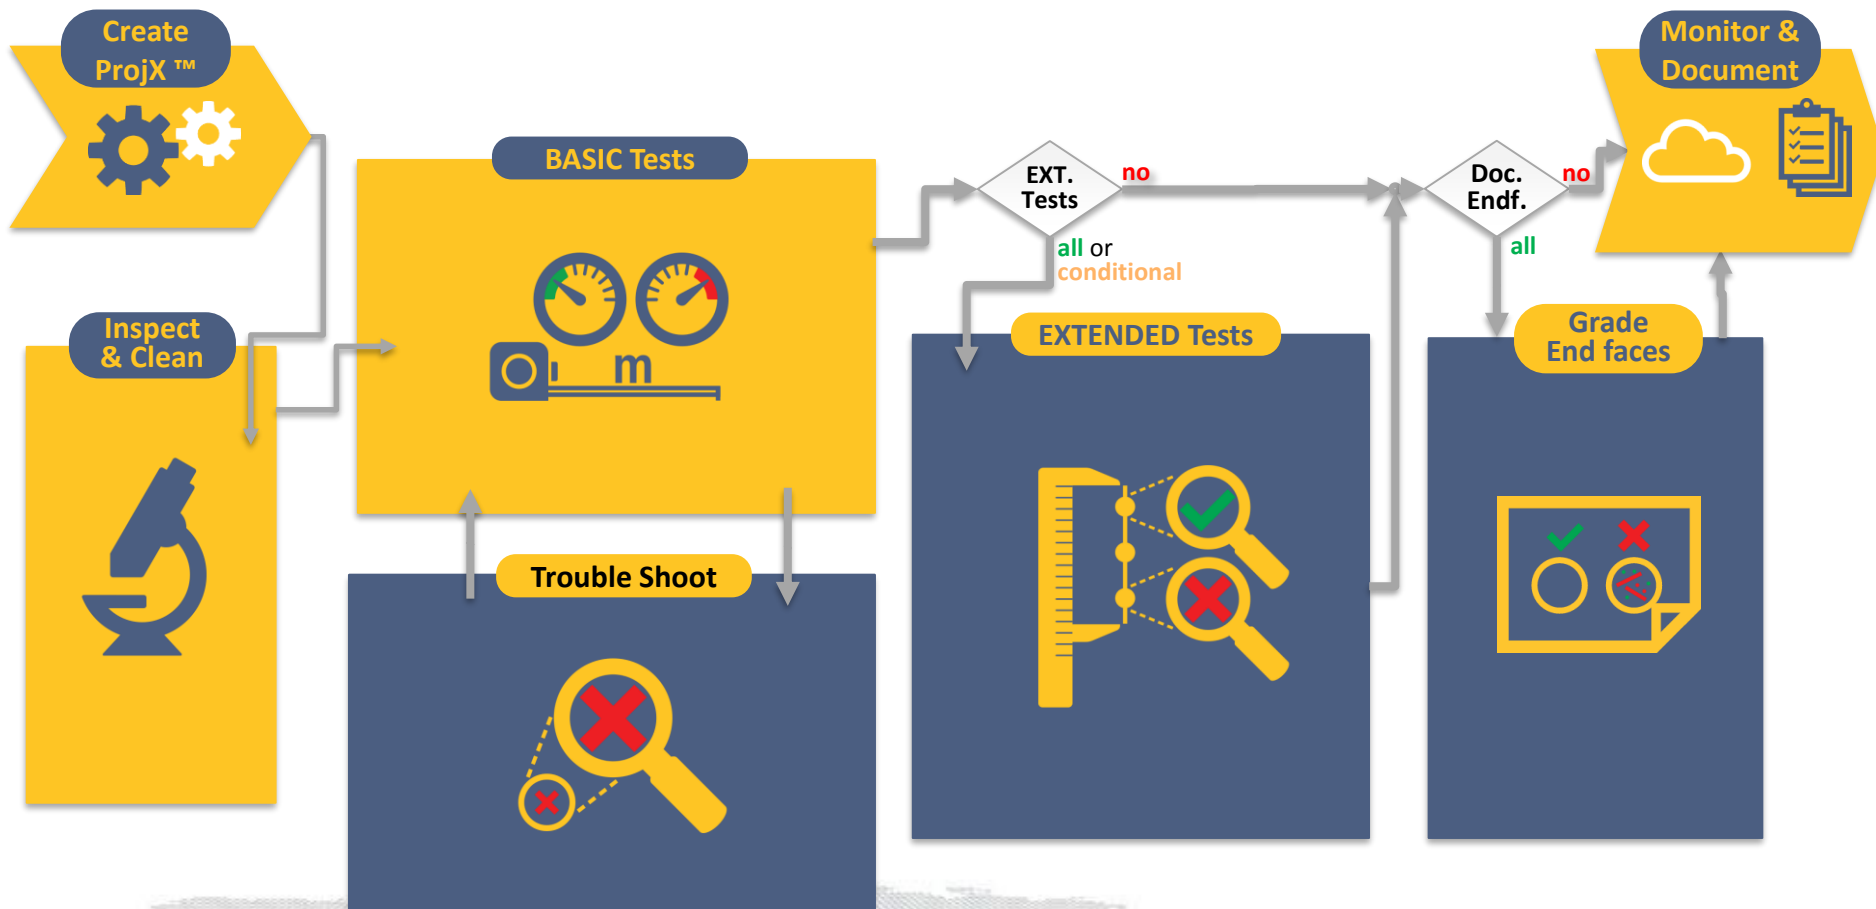 Create
ProjX ™
Inspect
& Clean
BASIC Tests
m
Trouble Shoot
EXT.
Tests
no
all or
conditional
EXTENDED Tests
Doc.
Endf.
no
all
Grade
End faces
Monitor &
Document